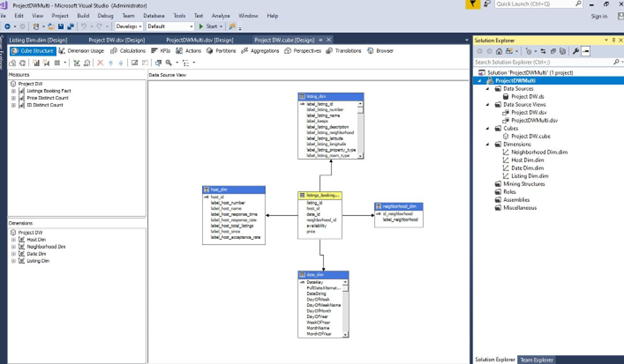 ProjectDWMulti - Microsoft Visual Studio (Administrator)
Quick Launch (Ctrl+Q)
File Edit View Project Build Debug Team Database Tools Test Analyze Window Help
Sign in
Develop Default Start
Listing Dim.dim [Design] Project DW.dsv [Design] ProjectDWMulti.dsv [Design] Project DW.cube [Design]
Cube Structure Dimension Usage Calculations KPIs Actions Partitions Aggregations Perspectives Translations Browser
Measures
Project DW
Listings Booking Fact
Price Distinct Count
ID Distinct Count
Dimensions
Project DW
Host Dim
Neighborhood Dim
Date Dim
Listing Dim
Data Source View
listing_dim
label_listing_id
label_listing_number
label_listing_name
label_listing_description
label_listing_neighborhood
label_listing_latitude
label_listing_longitude
label_listing_property_type
label_listing_room_type
host_dim
host_id
label_host_number
label_host_name
label_host_response_time
label_host_response_rate
label_host_total_listings
label_host_since
label_host_acceptance_rate
listings_booking...
listing_id
host_id
date_id
neighborhood_id
availability
price
neighborhood_dim
id_neighborhood
label_neighborhood
date_dim
DateKey
FullDateAlternat...
DateString
DayOfWeek
DayOfWeekName
DayOfMonth
DayOfYear
WeekOfYear
MonthName
MonthOfYear
Solution Explorer
Search Solution Explorer (Ctrl+;)
Solution 'ProjectDWMulti' (1 project)
ProjectDWMulti
Data Sources
Project DW.ds
Data Source Views
Project DW.dsv
ProjectDWMulti.dsv
Cubes
Project DW.cube
Dimensions
Neighborhood Dim.dim
Host Dim.dim
Date Dim.dim
Listing Dim.dim
Mining Structures
Roles
Assemblies
Miscellaneous
Solution Explorer Team Explorer